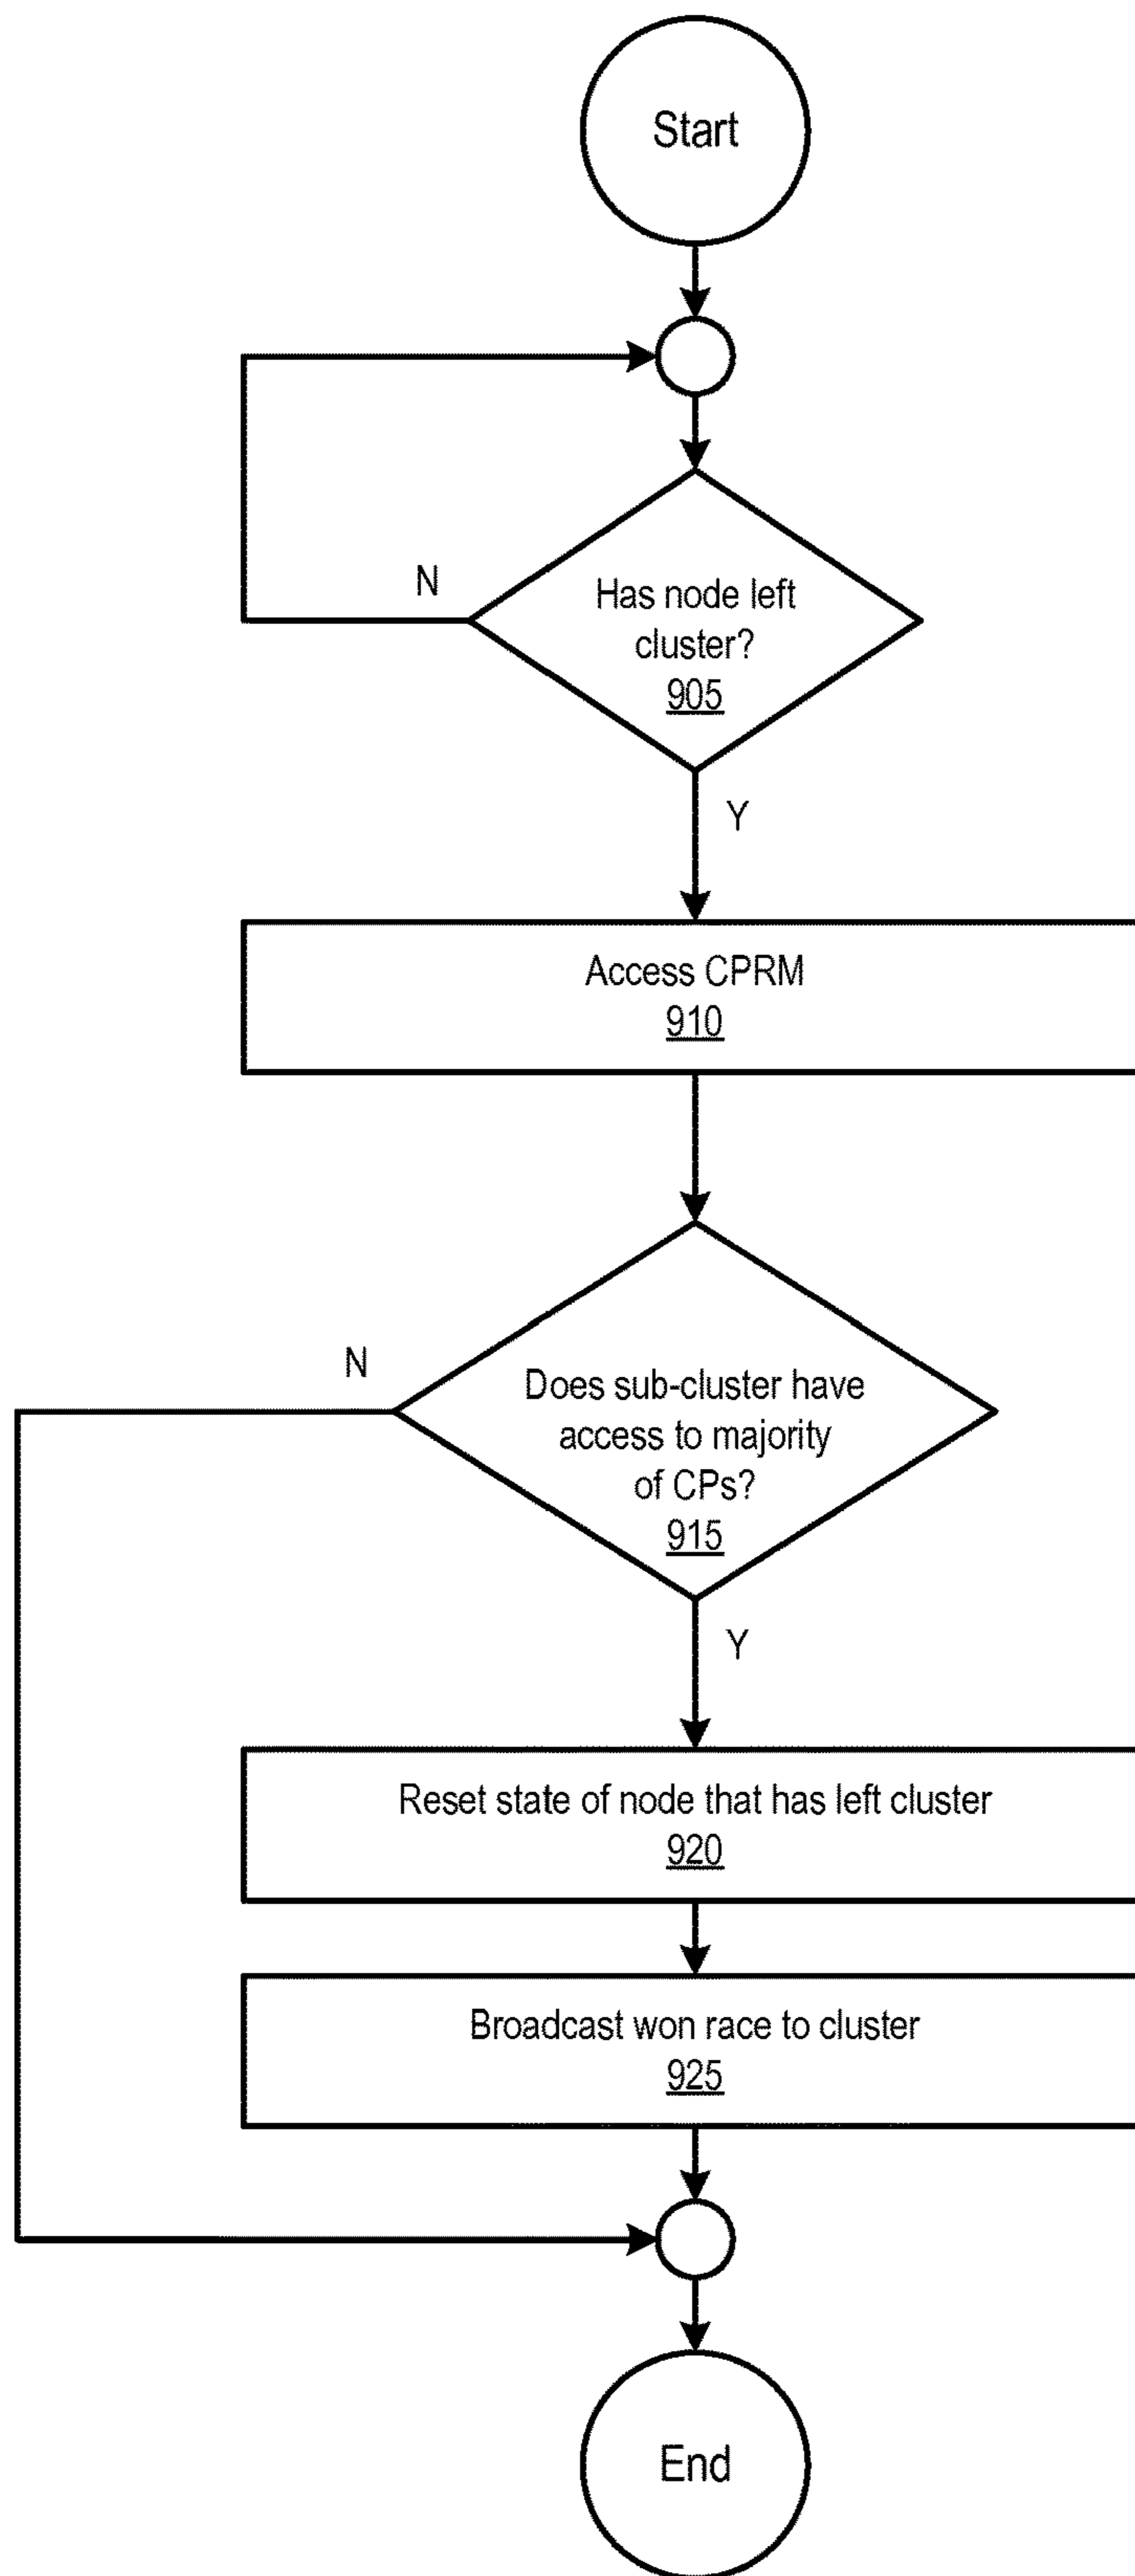 Start
N
Has node left
cluster?
905
Y
Access CPRM
910
N
Does sub-cluster have
access to majority
of CPs?
915
Y
Reset state of node that has left cluster
920
Broadcast won race to cluster
925
End